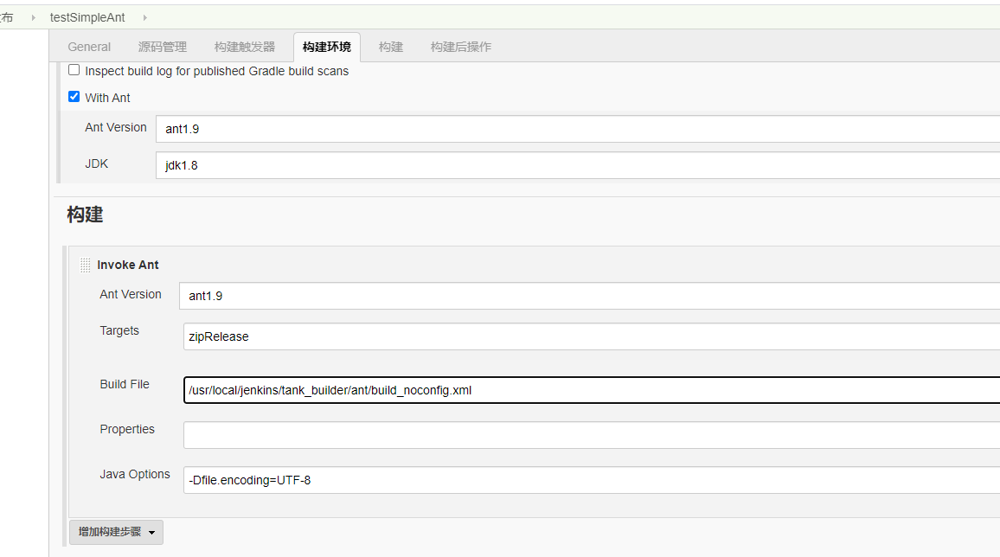 testSimpleAnt
General 源码管理 构建触发器 构建环境 构建 构建后操作
Inspect build log for published Gradle build scans
With Ant
Ant Version ant1.9
JDK jdk1.8
构建
Invoke Ant
Ant Version ant1.9
Targets zipRelease
Build File /usr/local/jenkins/tank_builder/ant/build_noconfig.xml
Properties
Java Options -Dfile.encoding=UTF-8
增加构建步骤